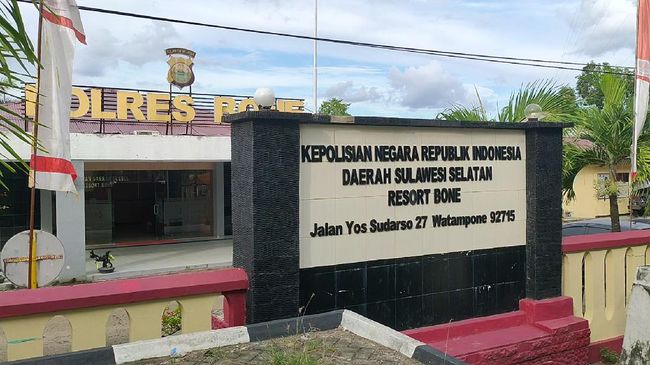 POLRES BONE
KEPOLISIAN NEGARA REPUBLIK INDONESIA
DAERAH SULAWESI SELATAN
RESORT BONE
Jalan Yos Sudarso 27 Watampone 92715